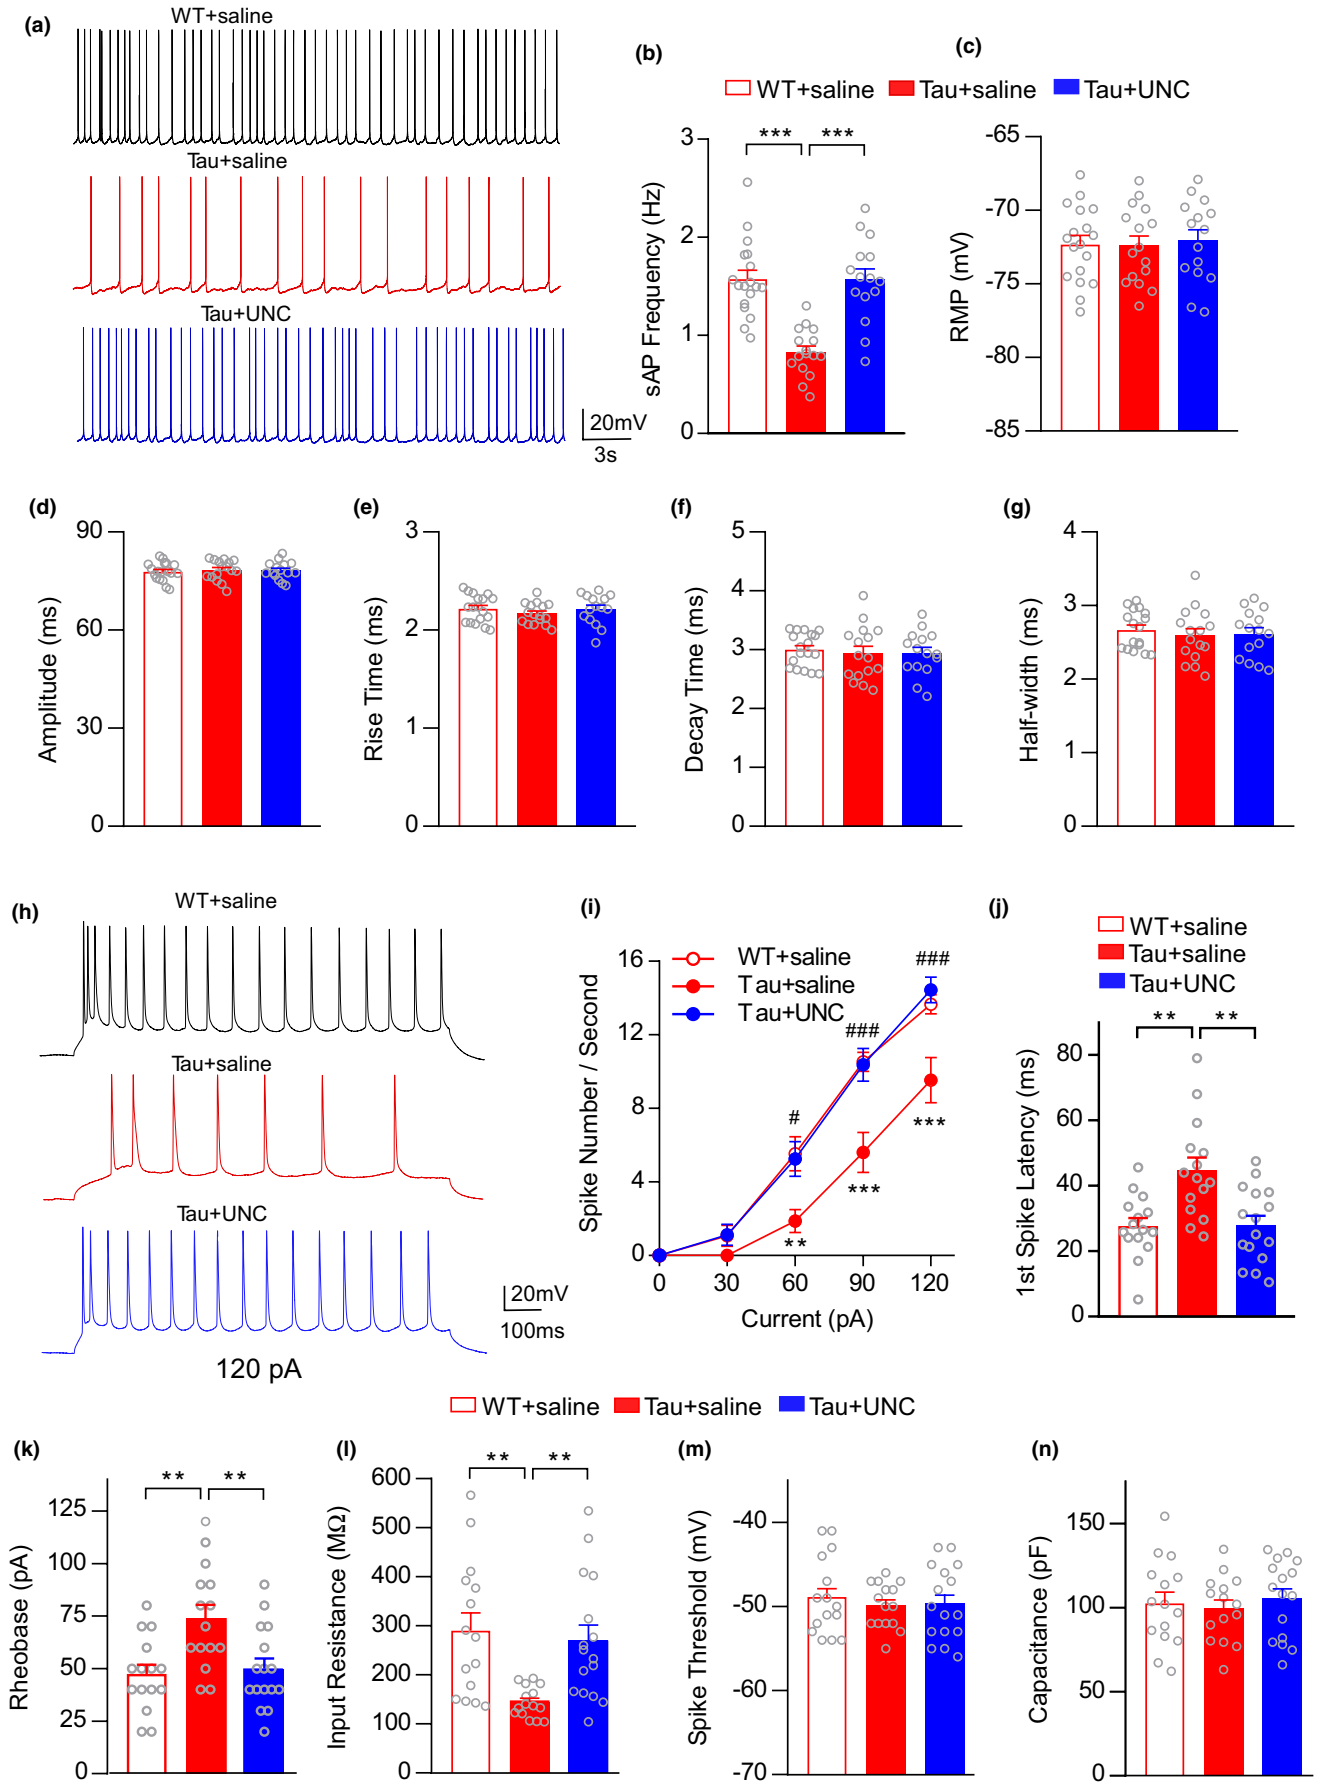 (a)
WT+saline
Tau+saline
Tau+UNC
20mV
3s
(b)
(c)
WT+saline Tau+saline Tau+UNC
sAP Frequency (Hz)
3
2
1
0
*** ***
RMP (mV)
-65
-70
-75
-80
-85
(d)
Amplitude (ms)
90
60
30
0
(e)
Rise Time (ms)
3
2
1
0
(f)
Decay Time (ms)
5
4
3
2
1
0
(g)
Half-width (ms)
4
3
2
1
0
(h)
WT+saline
Tau+saline
Tau+UNC
20mV
100ms
120 pA
(i)
Spike Number / Second
16
12
8
4
0
WT+saline
Tau+saline
Tau+UNC
#
###
###
**
***
***
0 30 60 90 120
Current (pA)
(j)
WT+saline
Tau+saline
Tau+UNC
** **
1st Spike Latency (ms)
80
60
40
20
0
WT+saline Tau+saline Tau+UNC
(k)
Rheobase (pA)
125
100
75
50
25
0
** **
(l)
Input Resistance (MΩ)
600
500
400
300
200
100
0
** **
(m)
Spike Threshold (mV)
-40
-50
-60
-70
(n)
Capacitance (pF)
150
100
50
0